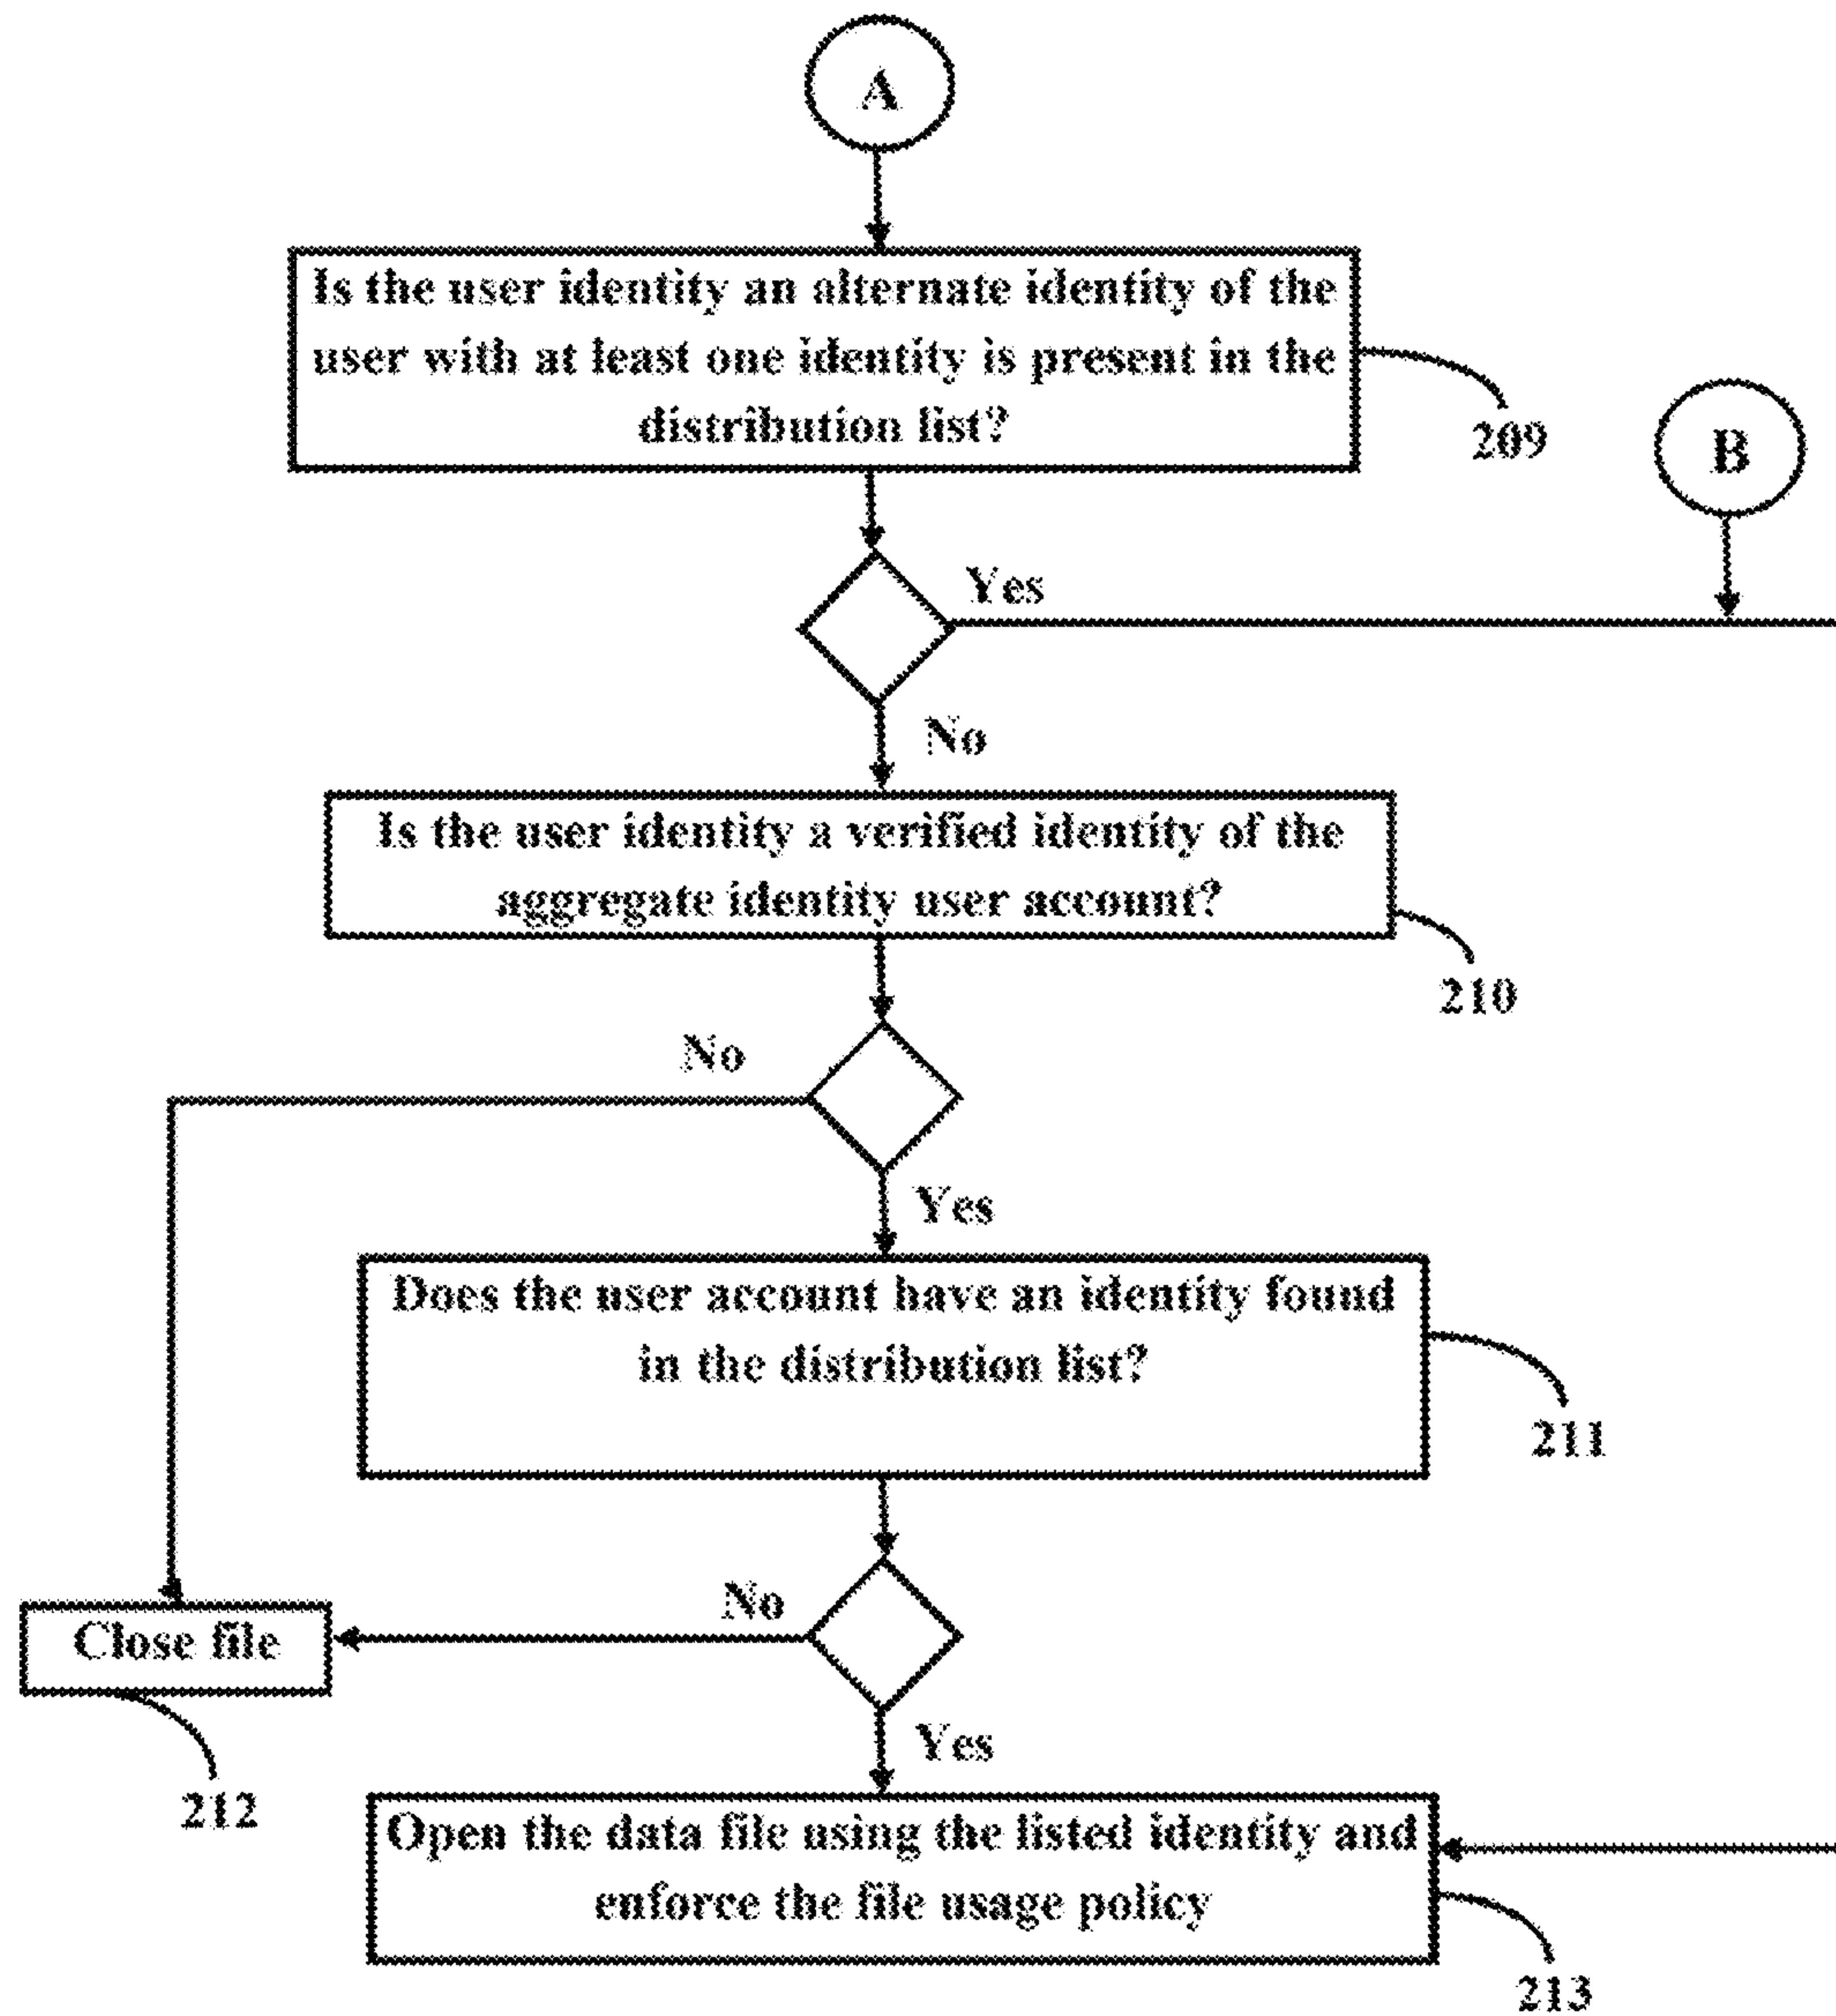 A
Is the user identity an alternate identity of the
user with at least one identity is present in the
distribution list?
209
B
Yes
No
Is the user identity a verified identity of the
aggregate identity user account?
210
No
Yes
Does the user account have an identity found
in the distribution list?
211
No
Close file
212
Yes
Open the data file using the listed identity and
enforce the file usage policy
213